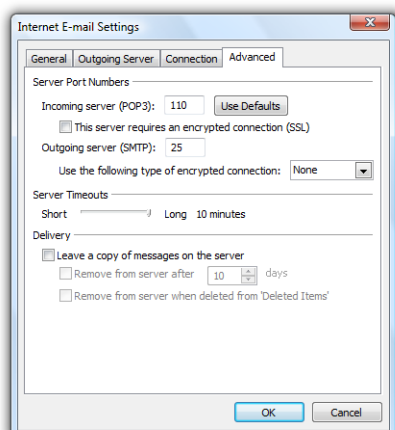 Internet E-mail Settings
General Outgoing Server Connection Advanced
Server Port Numbers
Incoming server (POP3): 110 Use Defaults
This server requires an encrypted connection (SSL)
Outgoing server (SMTP): 25
Use the following type of encrypted connection: None
Server Timeouts
Short Long 10 minutes
Delivery
Leave a copy of messages on the server
Remove from server after 10 days
Remove from server when deleted from 'Deleted Items'
OK Cancel